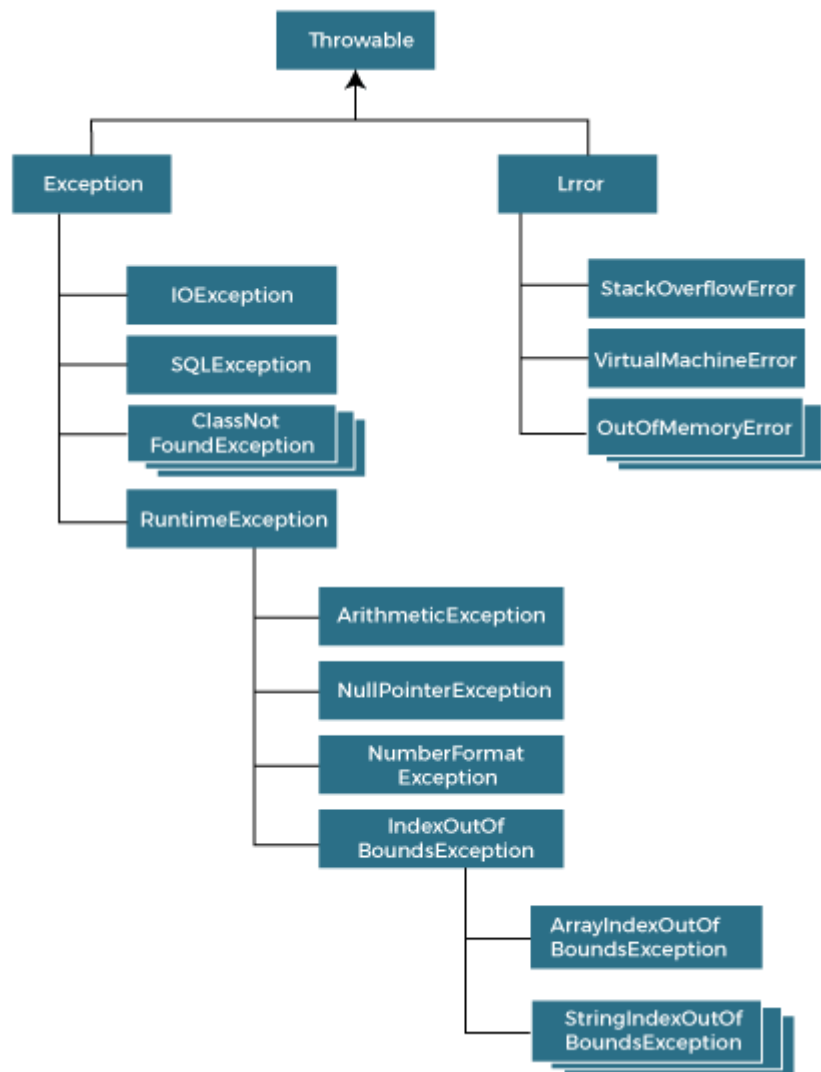 Throwable
Exception
Lrror
IOException
SQLException
ClassNot
FoundException
RuntimeException
StackOverflowError
VirtualMachineError
OutOfMemoryError
ArithmeticException
NullPointerException
NumberFormat
Exception
IndexOutOf
BoundsException
ArrayIndexOutOf
BoundsException
StringIndexOutOf
BoundsException